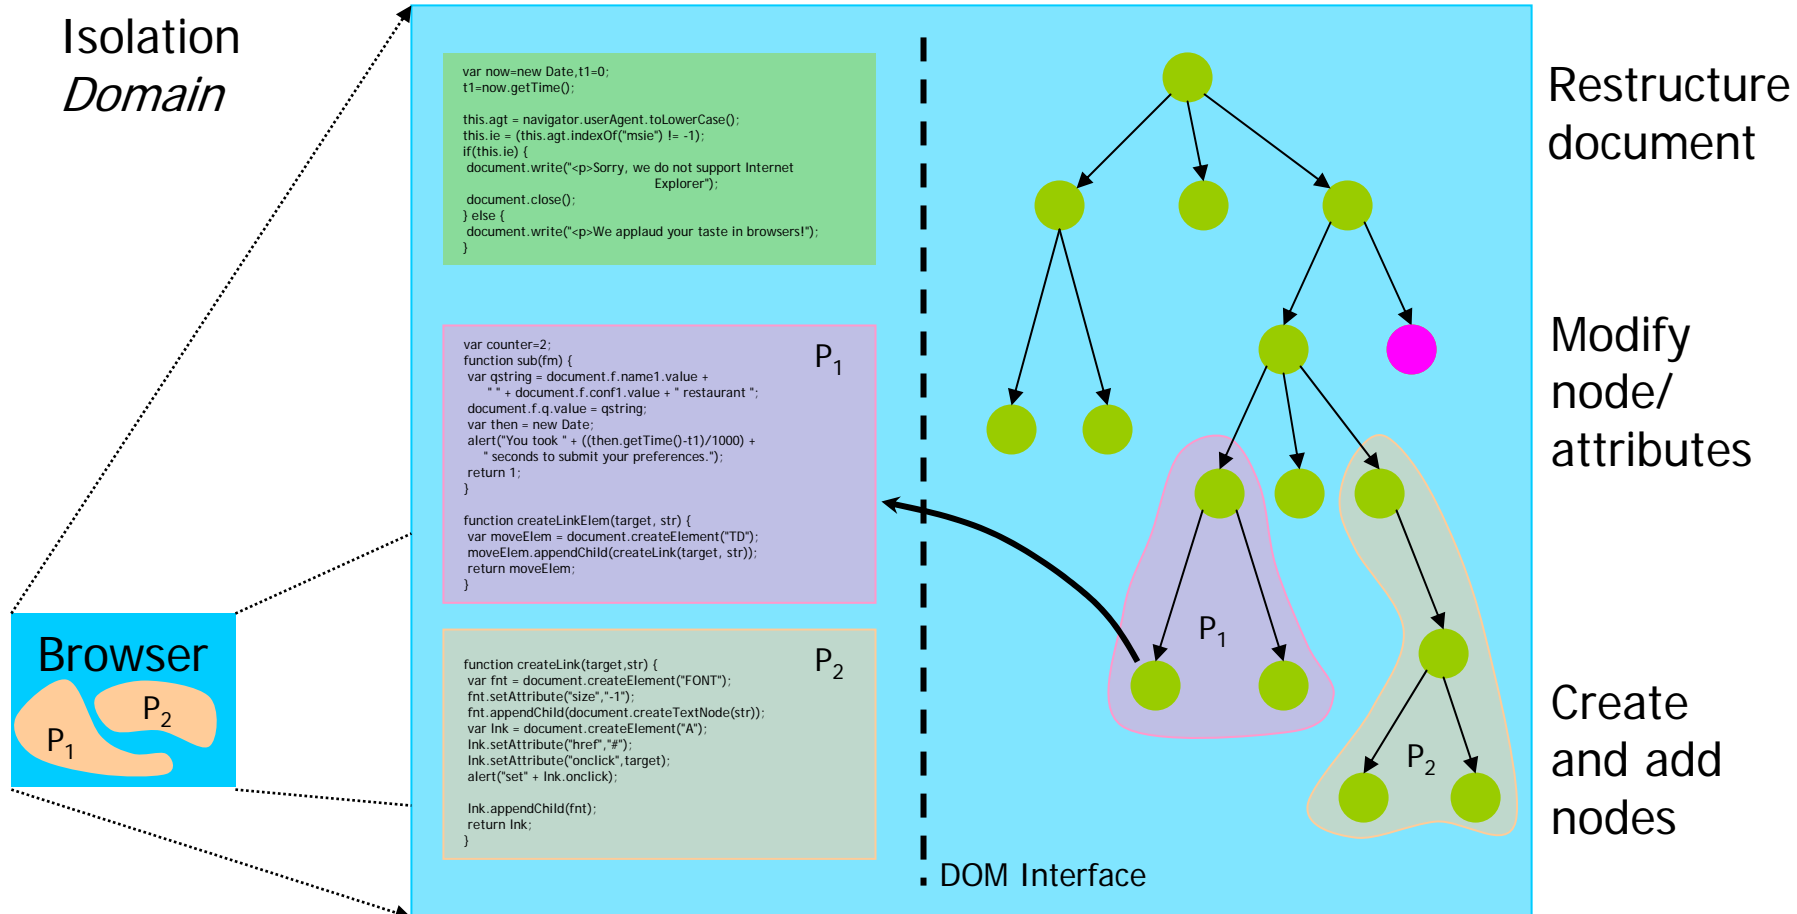 Isolation
Domain
Browser
P2
P1
var now=new Date,t1=0;
t1=now.getTime();
this.agt = navigator.userAgent.toLowerCase();
this.ie = (this.agt.indexOf("msie") != -1);
if(this.ie) {
document.write("<p>Sorry, we do not support Internet
Explorer");
document.close();
} else {
document.write("<p>We applaud your taste in browsers!");
}
P1
var counter=2;
function sub(fm) {
var qstring = document.f.name1.value +
" " + document.f.conf1.value + " restaurant ";
document.f.q.value = qstring;
var then = new Date;
alert("You took " + ((then.getTime()-t1)/1000) +
" seconds to submit your preferences.");
return 1;
}
function createLinkElem(target, str) {
var moveElem = document.createElement("TD");
moveElem.appendChild(createLink(target, str));
return moveElem;
}
P2
function createLink(target,str) {
var fnt = document.createElement("FONT");
fnt.setAttribute("size","-1");
fnt.appendChild(document.createTextNode(str));
var lnk = document.createElement("A");
lnk.setAttribute("href","#");
lnk.setAttribute("onclick",target);
alert("set" + lnk.onclick);
lnk.appendChild(fnt);
return lnk;
}
DOM Interface
P1
P2
Restructure
document
Modify
node/
attributes
Create
and add
nodes